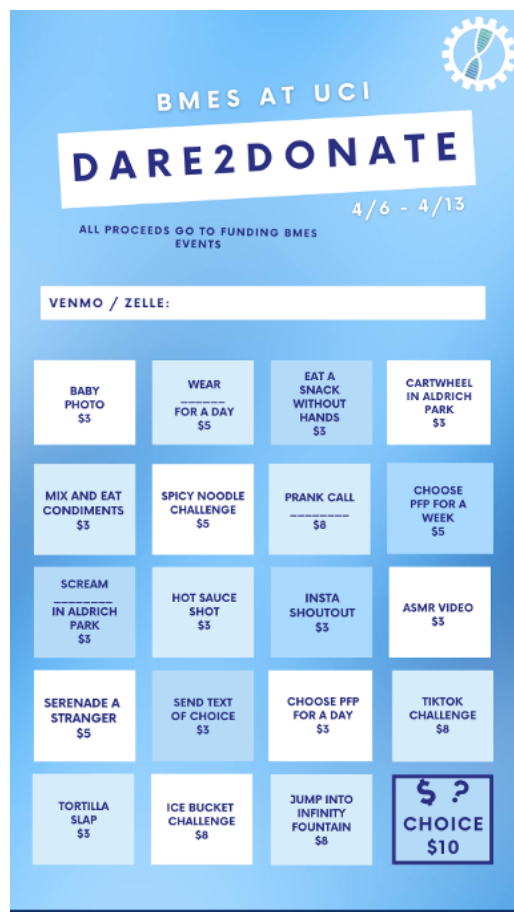 BMES AT UCI
DARE2DONATE
4/6 - 4/13
ALL PROCEEDS GO TO FUNDING BMES
EVENTS
VENMO / ZELLE:
BABY
PHOTO
$3
WEAR
______
FOR A DAY
$5
EAT A
SNACK
WITHOUT
HANDS
$3
CARTWHEEL
IN ALDRICH
PARK
$3
MIX AND EAT
CONDIMENTS
$3
SPICY NOODLE
CHALLENGE
$5
PRANK CALL
________
$8
CHOOSE
PFP FOR A
WEEK
$5
SCREAM
________
IN ALDRICH
PARK
$3
HOT SAUCE
SHOT
$3
INSTA
SHOUTOUT
$3
ASMR VIDEO
$3
SERENADE A
STRANGER
$5
SEND TEXT
OF CHOICE
$3
CHOOSE PFP
FOR A DAY
$3
TIKTOK
CHALLENGE
$8
TORTILLA
SLAP
$3
ICE BUCKET
CHALLENGE
$8
JUMP INTO
INFINITY
FOUNTAIN
$8
$ ?
CHOICE
$10